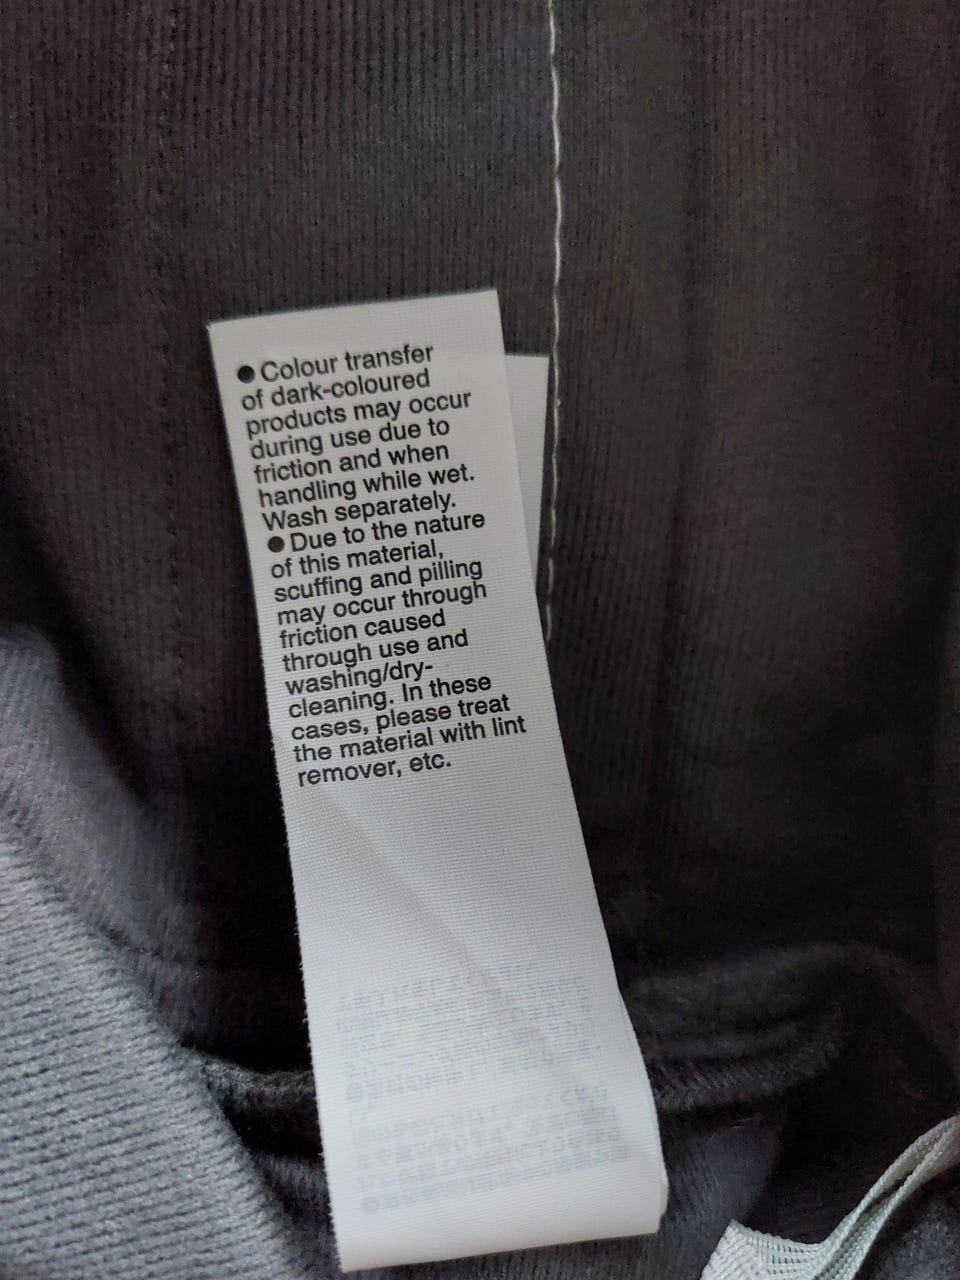 ● Colour transfer
of dark-coloured
products may occur
during use due to
friction and when
handling while wet.
Wash separately.
● Due to the nature
of this material,
scuffing and pilling
may occur through
friction caused
through use and
washing/dry-
cleaning. In these
cases, please treat
the material with lint
remover, etc.